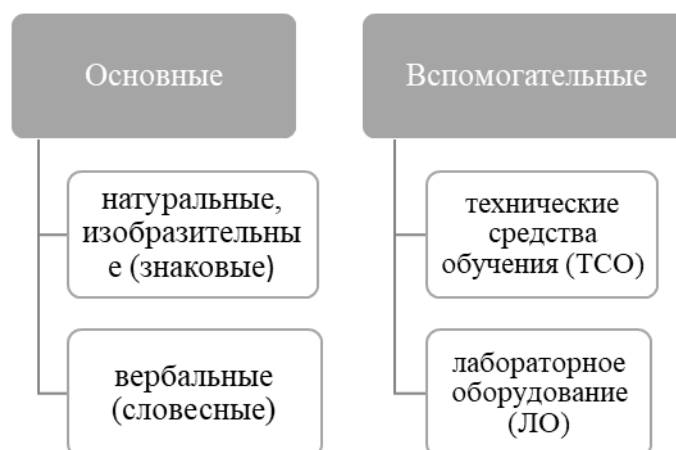 Основные
натуральные,
изобразительны
е (знаковые)
вербальные
(словесные)
Вспомогательные
технические
средства
обучения (ТСО)
лабораторное
оборудование
(ЛО)